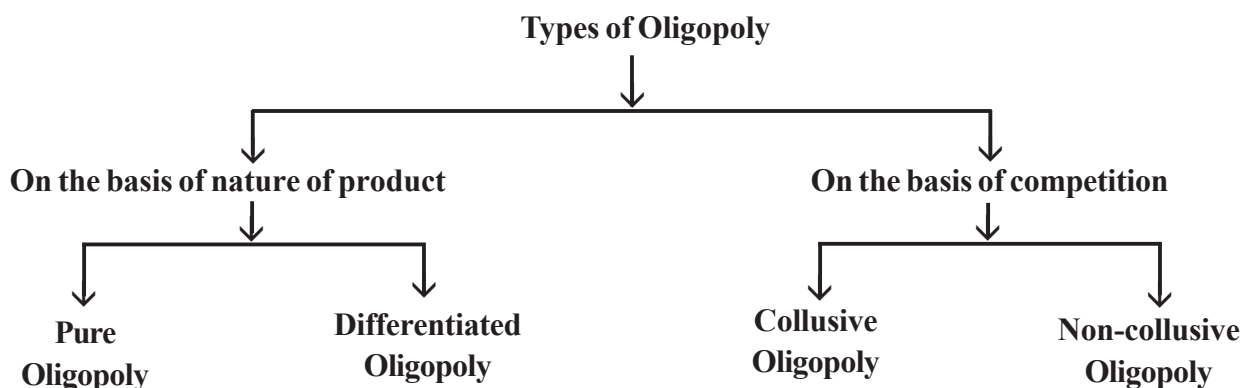 Types of Oligopoly
On the basis of nature of product
On the basis of competition
Pure
Oligopoly
Differentiated
Oligopoly
Collusive
Oligopoly
Non-collusive
Oligopoly